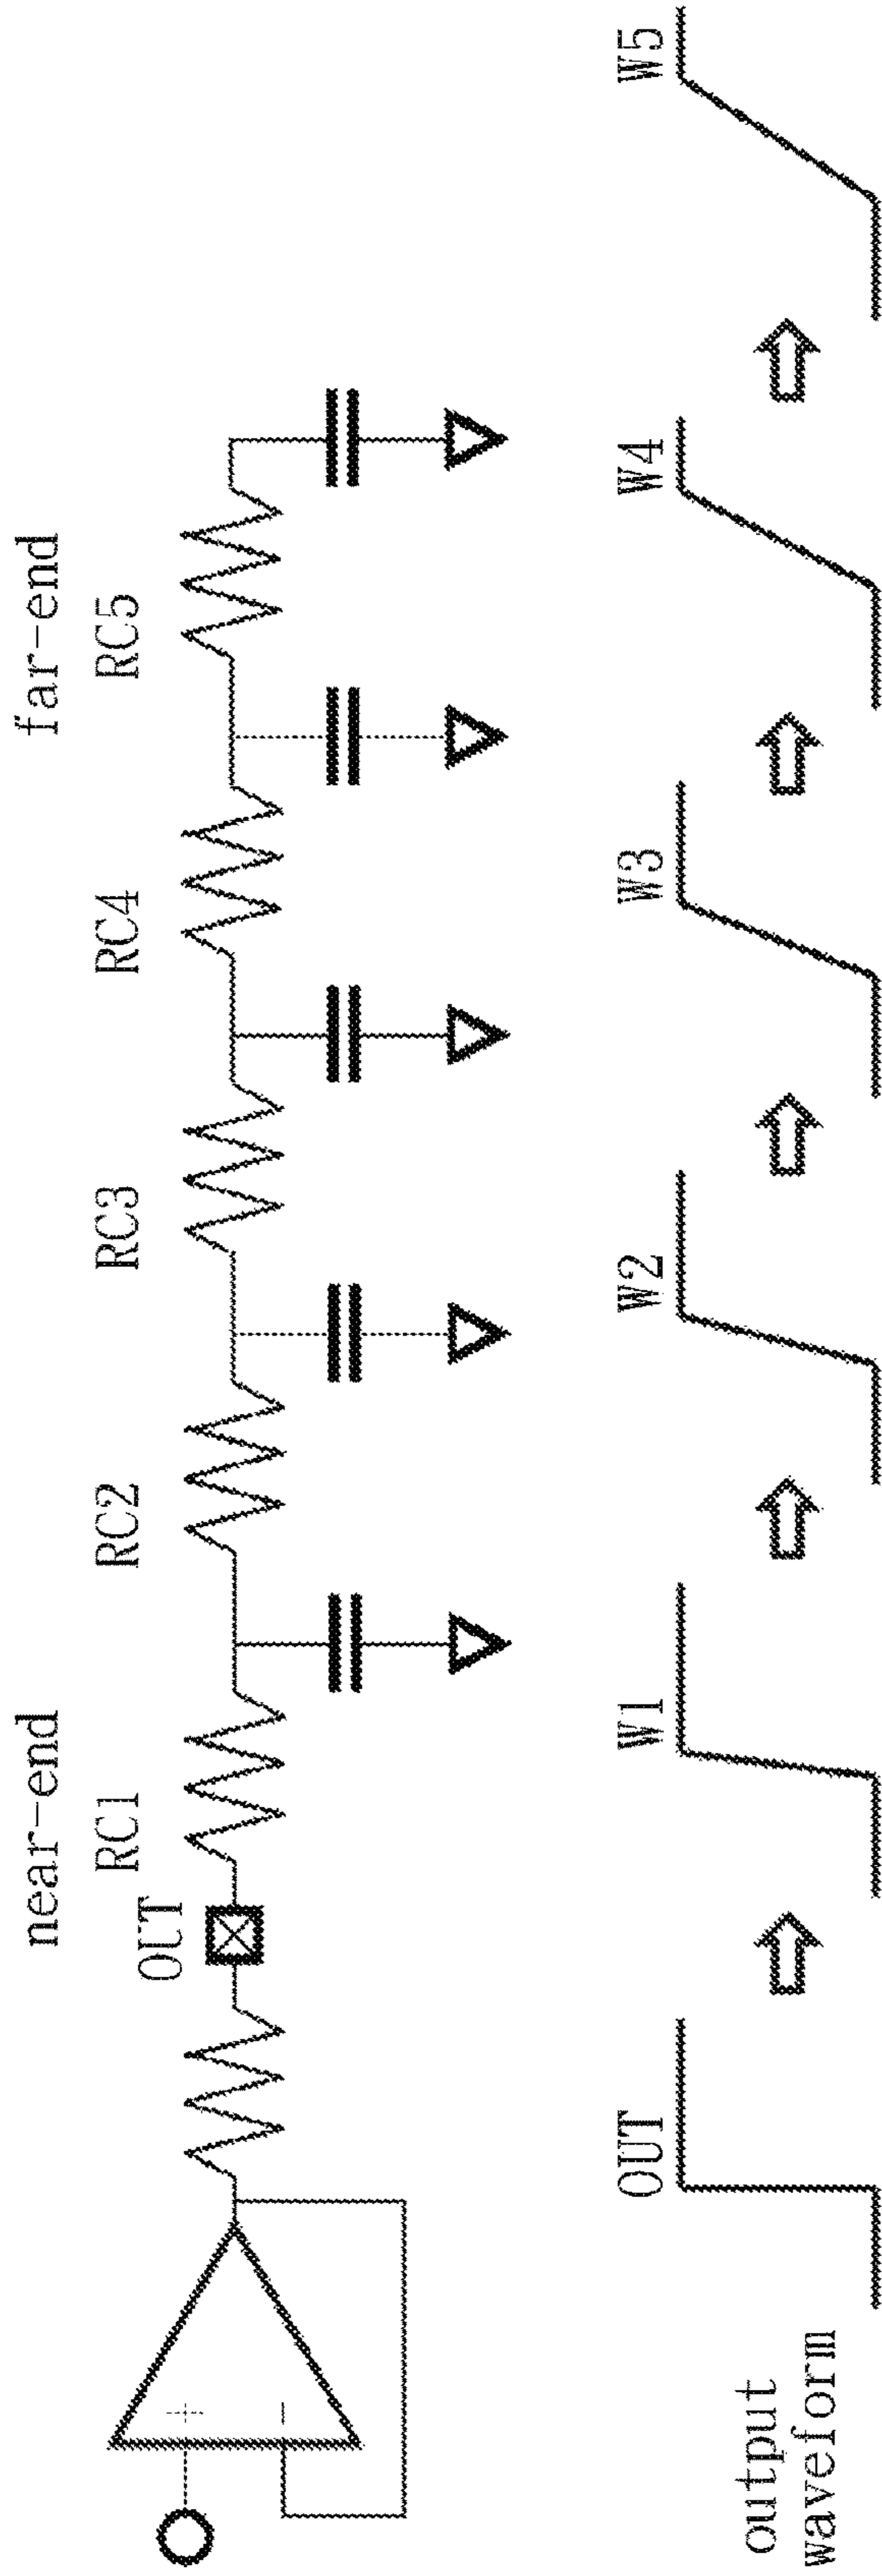 near-end
far-end
OUT
RC1
RC2
RC3
RC4
RC5
+
-
OUT
W1
W2
W3
W4
W5
output
waveform